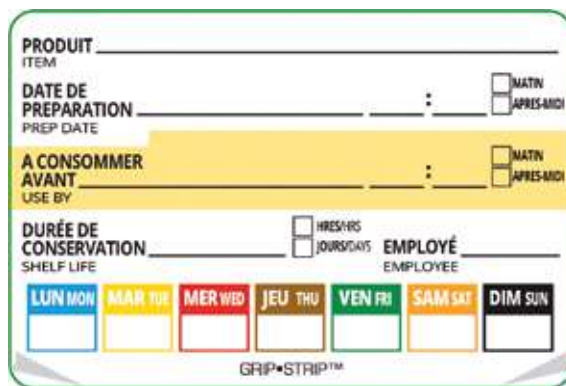 PRODUIT
ITEM
MATIN
DATE DE
PREPARATION : APRES-MIDI
PREP DATE
A CONSOMMER MATIN
AVANT : APRES-MIDI
USE BY
DURÉE DE HRES/HRS
CONSERVATION JOURS/DAYS EMPLOYÉ
SHELF LIFE EMPLOYEE
LUN MON MAR TUE MER WED JEU THU VEN FRI SAM SAT DIM SUN
GRIP•STRIP™